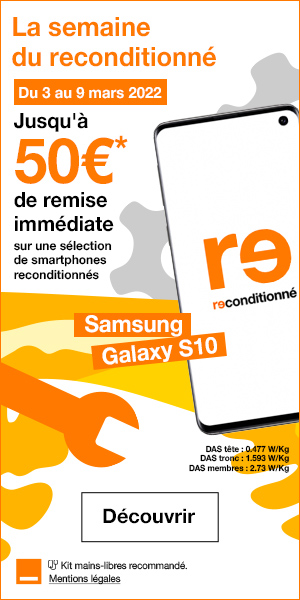 La semaine
du reconditionné
Du 3 au 9 mars 2022
Jusqu'à
50€*
de remise
immédiate
sur une sélection
de smartphones
reconditionnés
re
reconditionné
Samsung
Galaxy S10
DAS tête : 0.477 W/Kg
DAS tronc : 1.593 W/Kg
DAS membres : 2.73 W/Kg
Découvrir
Kit mains-libres recommandé.
Mentions légales